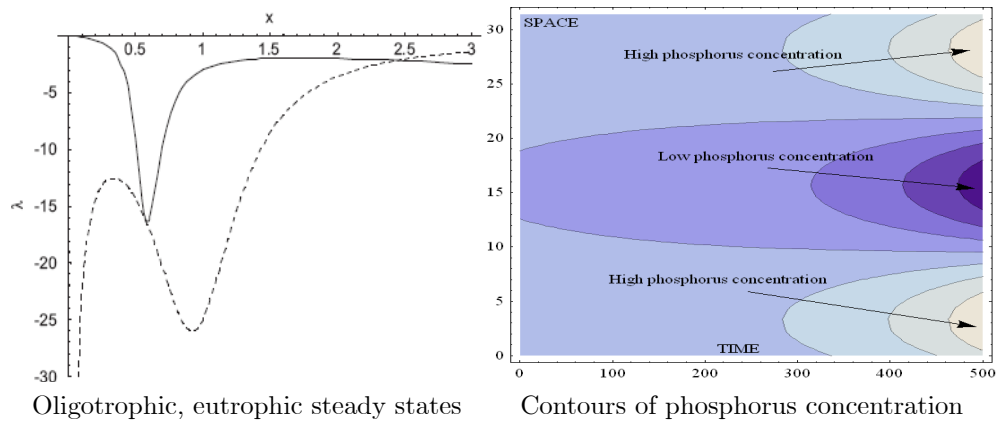 x
0.5 1 1.5 2 2.5 3
-5
-10
-15
λ
-20
-25
-30
Oligotrophic, eutrophic steady states
SPACE
30
High phosphorus concentration
25
20
Low phosphorus concentration
15
10
High phosphorus concentration
5
TIME
0
0 100 200 300 400 500
Contours of phosphorus concentration